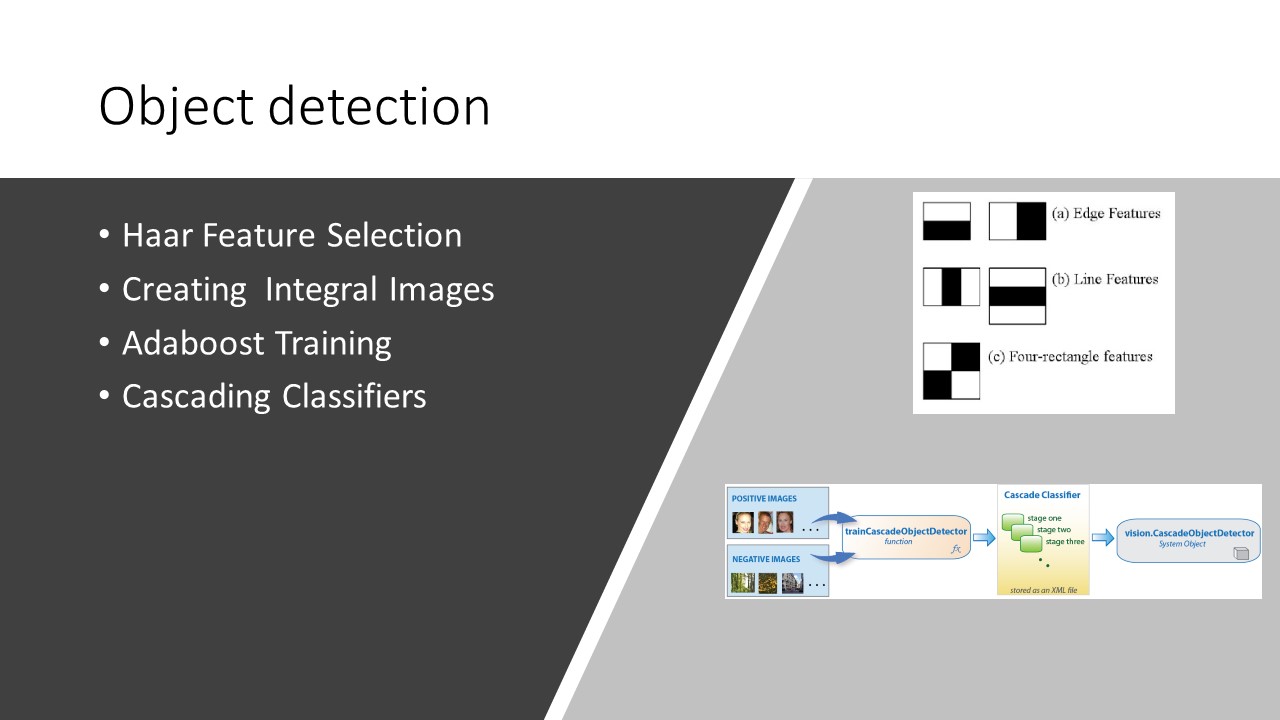 Object detection
• Haar Feature Selection
• Creating  Integral Images
• Adaboost Training
• Cascading Classifiers
(a) Edge Features
(b) Line Features
(c) Four-rectangle features
POSITIVE IMAGES
...
NEGATIVE IMAGES
...
trainCascadeObjectDetector
function
fx
Cascade Classifier
stage one
stage two
stage three
stored as an XML file
vision.CascadeObjectDetector
System Object